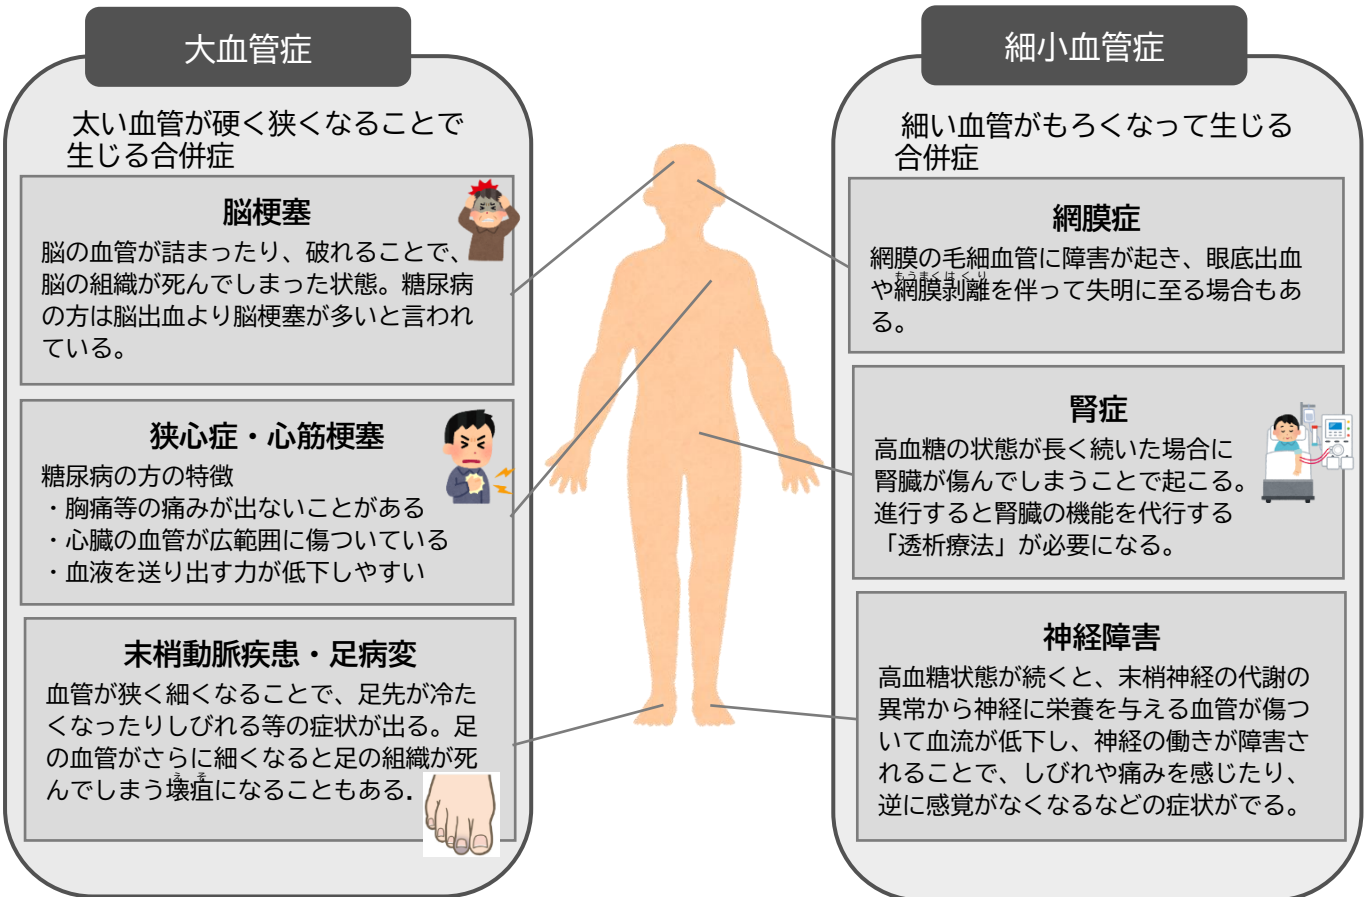 大血管症
太い血管が硬く狭くなることで
生じる合併症
脳梗塞
脳の血管が詰まったり、破れることで、
脳の組織が死んでしまった状態。糖尿病
の方は脳出血より脳梗塞が多いと言われ
ている。
狭心症・心筋梗塞
糖尿病の方の特徴
・胸痛等の痛みが出ないことがある
・心臓の血管が広範囲に傷ついている
・血液を送り出す力が低下しやすい
末梢動脈疾患・足病変
血管が狭く細くなることで、足先が冷た
くなったりしびれる等の症状が出る。足
の血管がさらに細くなると足の組織が死
えそ
んでしまう壊疽になることもある.
細小血管症
細い血管がもろくなって生じる
合併症
網膜症
網膜の毛細血管に障害が起き、眼底出血
もうまくはくり
や網膜剥離を伴って失明に至る場合もあ
る。
腎症
高血糖の状態が長く続いた場合に
腎臓が傷んでしまうことで起こる。
進行すると腎臓の機能を代行する
「透析療法」が必要になる。
神経障害
高血糖状態が続くと、末梢神経の代謝の
異常から神経に栄養を与える血管が傷つ
いて血流が低下し、神経の働きが障害さ
れることで、しびれや痛みを感じたり、
逆に感覚がなくなるなどの症状がでる。